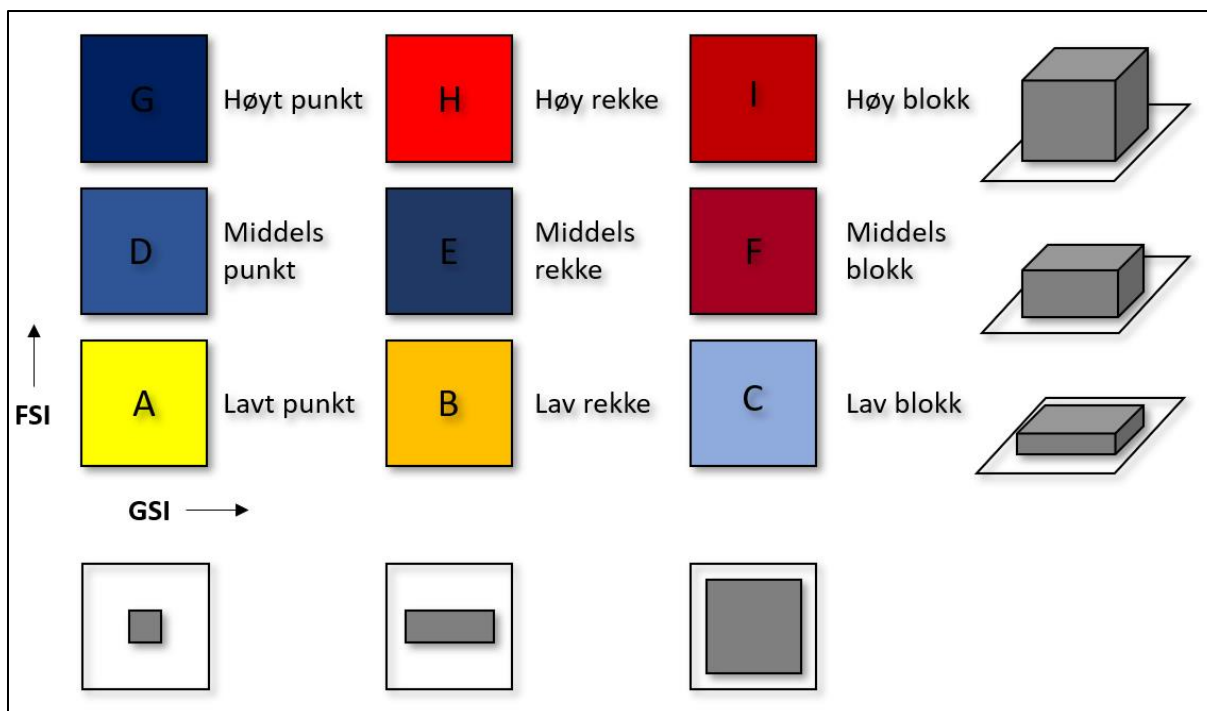 G Høyt punkt H Høy rekke I Høy blokk
D Middels punkt E Middels rekke F Middels blokk
A Lavt punkt B Lav rekke C Lav blokk
FSI
GSI